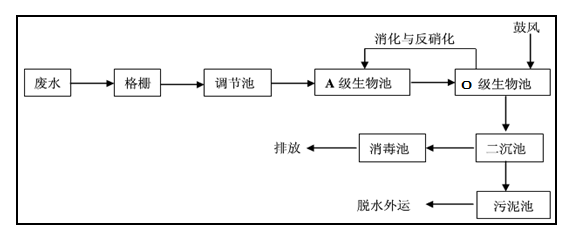 鼓风
消化与反硝化
废水
格栅
调节池
A 级生物池
O 级生物池
排放
消毒池
二沉池
脱水外运
污泥池